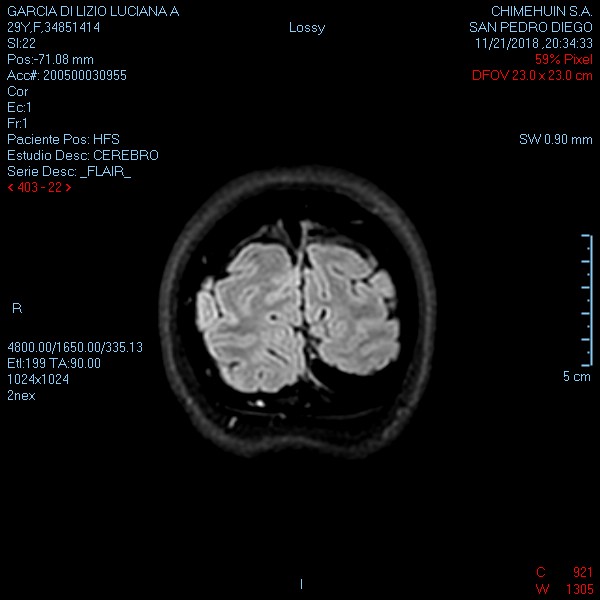 GARCIA DI LIZIO LUCIANA A
29Y,F,34851414
Sl:22
Pos:-71.08 mm
Acc#: 200500030955
Cor
Ec:1
Fr:1
Paciente Pos: HFS
Estudio Desc: CEREBRO
Serie Desc: _FLAIR_
< 403 - 22 >
Lossy
CHIMEHUIN S.A.
SAN PEDRO DIEGO
11/21/2018 ,20:34:33
59% Pixel
DFOV 23.0 x 23.0 cm
SW 0.90 mm
R
5 cm
4800.00/1650.00/335.13
Etl:199 TA:90.00
1024x1024
2nex
I
C 921
W 1305